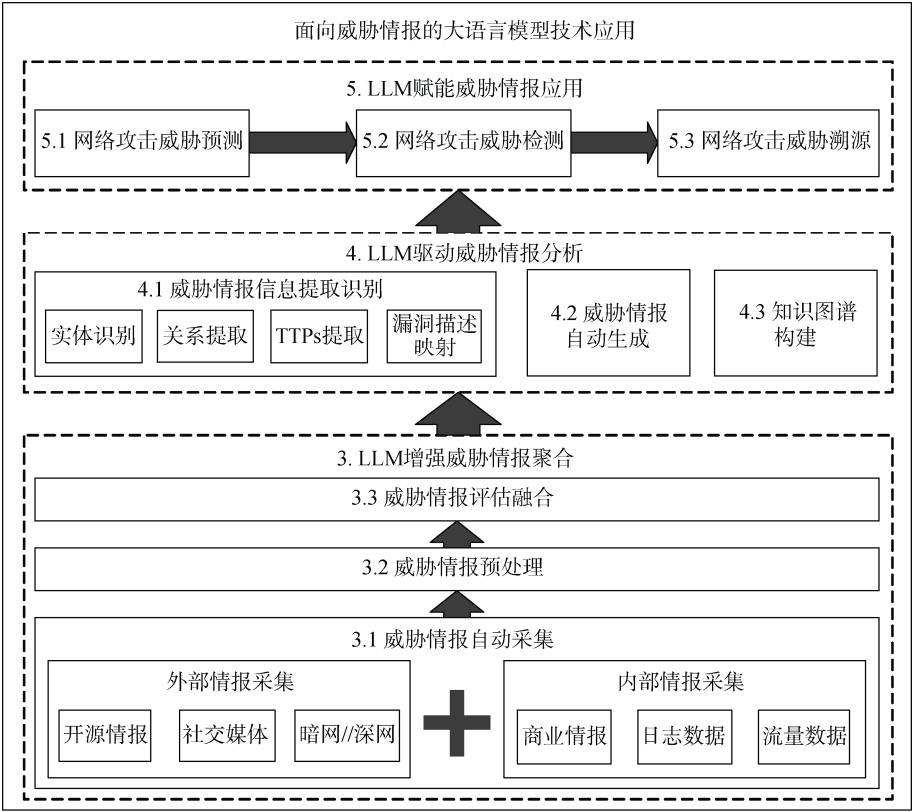 面向威胁情报的大语言模型技术应用
5. LLM赋能威胁情报应用
5.1 网络攻击威胁预测
5.2 网络攻击威胁检测
5.3 网络攻击威胁溯源
4. LLM驱动威胁情报分析
4.1 威胁情报信息提取识别
实体识别
关系提取
TTPs提取
漏洞描述
映射
4.2 威胁情报
自动生成
4.3 知识图谱
构建
3. LLM增强威胁情报聚合
3.3 威胁情报评估融合
3.2 威胁情报预处理
3.1 威胁情报自动采集
外部情报采集
开源情报
社交媒体
暗网//深网
内部情报采集
商业情报
日志数据
流量数据